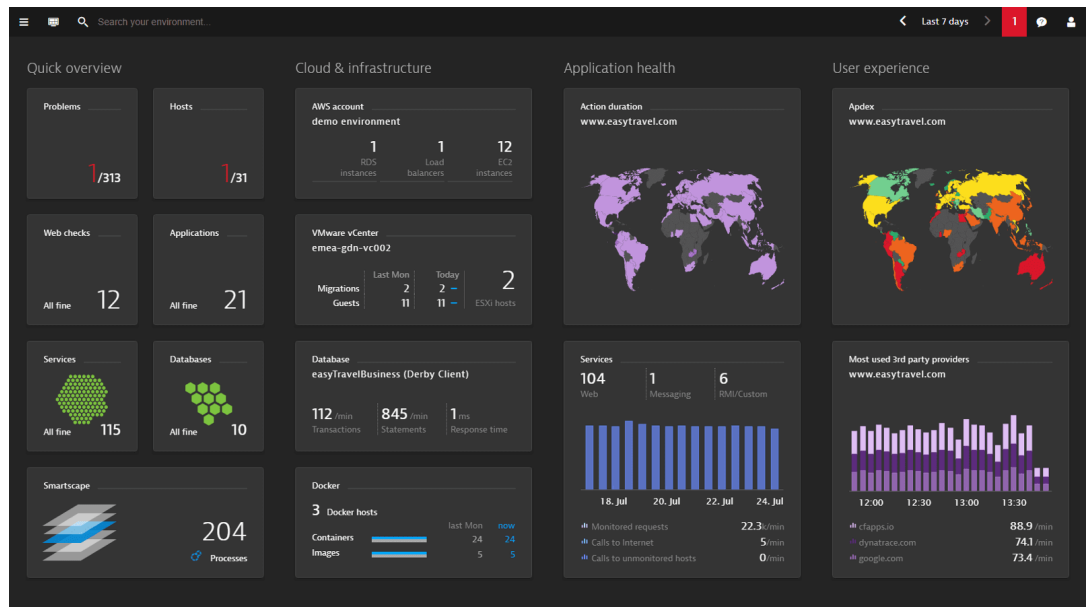 Search your environment...
Last 7 days
1
Quick overview
Cloud & infrastructure
Application health
User experience
Problems
1/313
Hosts
1/31
AWS account
demo environment
1
RDS
instances
1
Load
balancers
12
EC2
instances
Action duration
www.easytravel.com
Apdex
www.easytravel.com
Web checks
All fine 12
Applications
All fine 21
VMware vCenter
emea-gdn-vc002
Last Mon Today
Migrations 2 2 –
Guests 11 11 –
2
ESXi hosts
Services
All fine 115
Databases
All fine 10
Database
easyTravelBusiness (Derby Client)
112 /min
Transactions
845 /min
Statements
1 ms
Response time
Services
104
Web
1
Messaging
6
RMI/Custom
18. Jul 20. Jul 22. Jul 24. Jul
Monitored requests 22.3k/min
Calls to Internet 5/min
Calls to unmonitored hosts 0/min
Most used 3rd party providers
www.easytravel.com
12:00 12:30 13:00 13:30
cfapps.io 88.9 /min
dynatrace.com 74.1 /min
google.com 73.4 /min
Smartscape
204
Processes
Docker
3 Docker hosts
last Mon now
Containers 24 24
Images 5 5